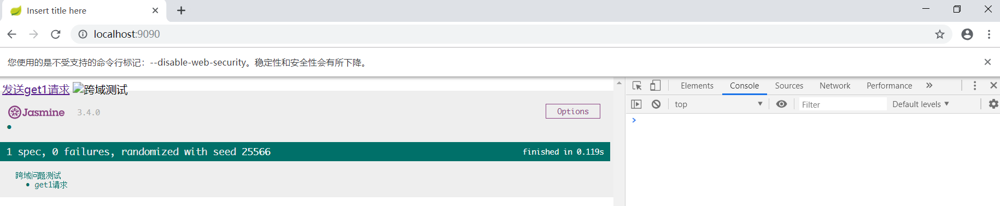 Insert title here
localhost:9090
您使用的是不受支持的命令行标记：--disable-web-security。稳定性和安全性会有所下降。
发送get1请求 跨域测试
Jasmine 3.4.0 Options
•
1 spec, 0 failures, randomized with seed 25566 finished in 0.119s
跨域问题测试
• get1请求
Elements Console Sources Network Performance »
top Filter Default levels